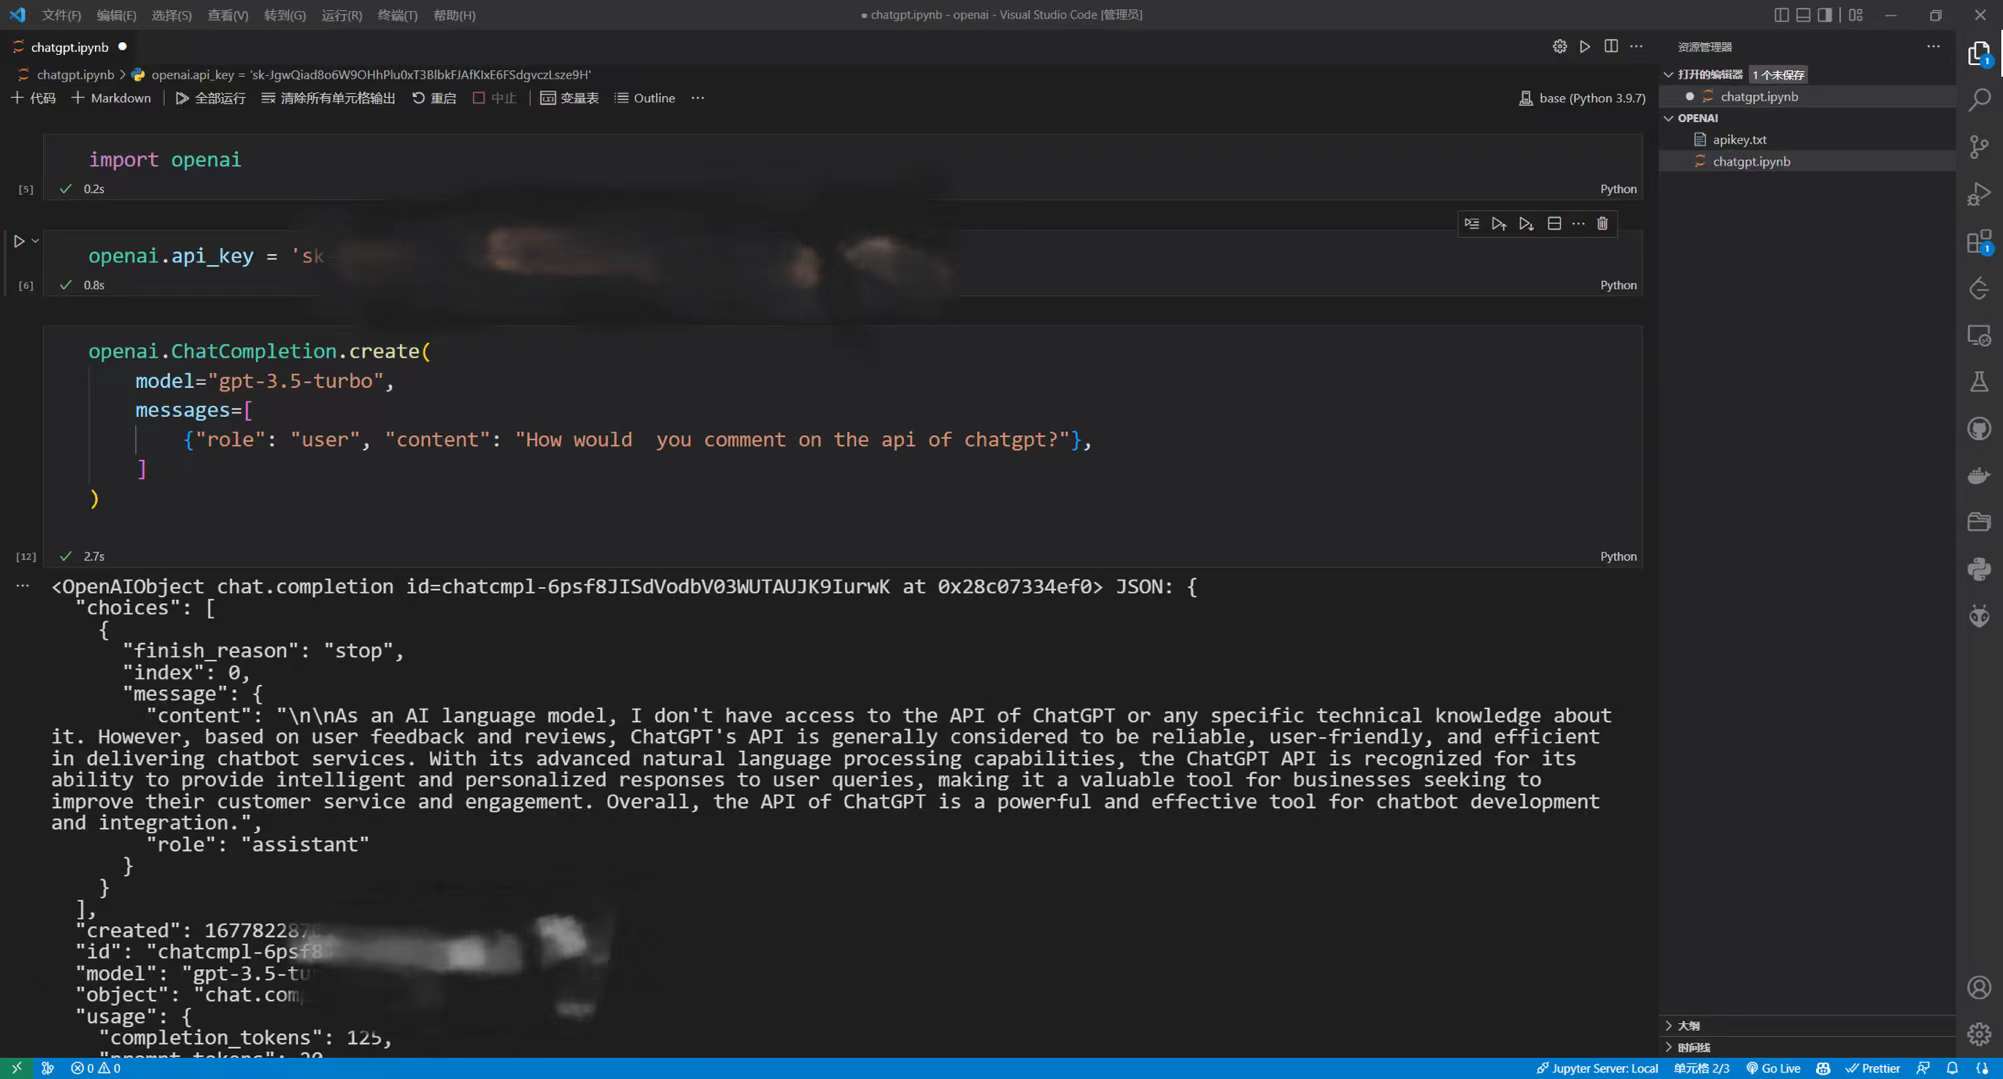 文件(F) 编辑(E) 选择(S) 查看(V) 转到(G) 运行(R) 终端(T) 帮助(H)
● chatgpt.ipynb - openai - Visual Studio Code [管理员]
chatgpt.ipynb
chatgpt.ipynb > openai.api_key = '[API key redacted]'
代码 Markdown 全部运行 清除所有单元格输出 重启 中止 变量表 Outline ···
base (Python 3.9.7)
import openai
[5] 0.2s
Python
openai.api_key = 'sk
[6] 0.8s
Python
openai.ChatCompletion.create(
model="gpt-3.5-turbo",
messages=[
{"role": "user", "content": "How would  you comment on the api of chatgpt?"},
]
)
[12] 2.7s
Python
<OpenAIObject chat.completion id=chatcmpl-6psf8JISdVodbV03WUTAUJK9IurwK at 0x28c07334ef0> JSON: {
"choices": [
{
"finish_reason": "stop",
"index": 0,
"message": {
"content": "\n\nAs an AI language model, I don't have access to the API of ChatGPT or any specific technical knowledge about
it. However, based on user feedback and reviews, ChatGPT's API is generally considered to be reliable, user-friendly, and efficient
in delivering chatbot services. With its advanced natural language processing capabilities, the ChatGPT API is recognized for its
ability to provide intelligent and personalized responses to user queries, making it a valuable tool for businesses seeking to
improve their customer service and engagement. Overall, the API of ChatGPT is a powerful and effective tool for chatbot development
and integration.",
"role": "assistant"
}
}
],
"created":
"id": "chatcmpl-6psf8
"model": "gpt-3.5-tu
"object": "chat.com
"usage": {
"completion_tokens": 125,
资源管理器
打开的编辑器 1 个未保存
● chatgpt.ipynb
OPENAI
apikey.txt
chatgpt.ipynb
1
1
大纲
时间线
0 0
Jupyter Server: Local 单元格 2/3 Go Live Prettier